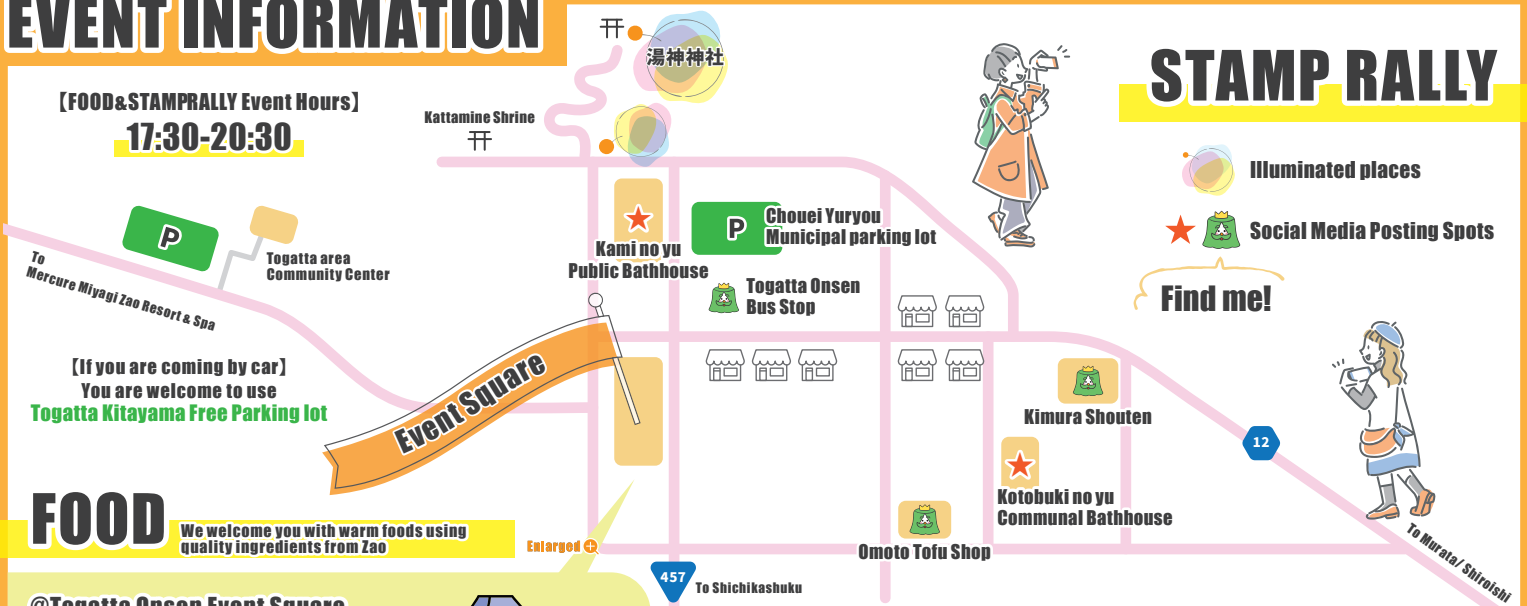 EVENT INFORMATION
【FOOD&STAMPRALLY Event Hours】
17:30-20:30
Kattamine Shrine
湯神神社
STAMP RALLY
Illuminated places
Social Media Posting Spots
Find me!
P
Togatta area
Community Center
To
Mercure Miyagi Zao Resort & Spa
Kami no yu
Public Bathhouse
P
Chouei Yuryou
Municipal parking lot
Togatta Onsen
Bus Stop
【If you are coming by car】
You are welcome to use
Togatta Kitayama Free Parking lot
Event Square
Kimura Shouten
12
Kotobuki no yu
Communal Bathhouse
Omoto Tofu Shop
To Murata/ Shiroishi
FOOD
We welcome you with warm foods using
quality ingredients from Zao
Enlarged
457
To Shichikashuku
@Togatta Onsen Event Square